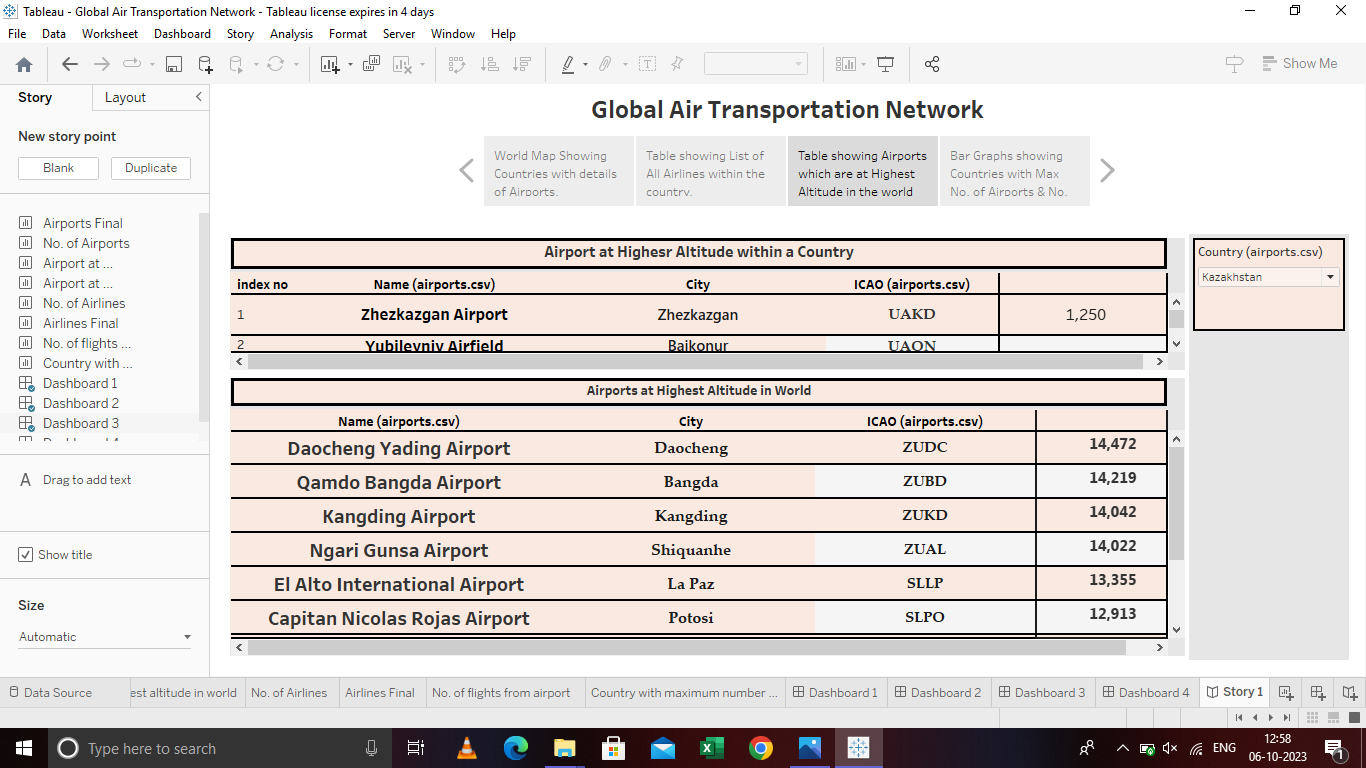 Tableau - Global Air Transportation Network - Tableau license expires in 4 days
File Data Worksheet Dashboard Story Analysis Format Server Window Help
Show Me
Story Layout
New story point
Blank Duplicate
Airports Final
No. of Airports
Airport at ...
Airport at ...
No. of Airlines
Airlines Final
No. of flights ...
Country with ...
Dashboard 1
Dashboard 2
Dashboard 3
A Drag to add text
Show title
Size
Automatic
Global Air Transportation Network
World Map Showing
Countries with details
of Airports.
Table showing List of
All Airlines within the
country.
Table showing Airports
which are at Highest
Altitude in the world
Bar Graphs showing
Countries with Max
No. of Airports & No.
Airport at Highesr Altitude within a Country
index no Name (airports.csv) City ICAO (airports.csv)
1 Zhezkazgan Airport Zhezkazgan UAKD 1,250
2 Yubileyniy Airfield Baikonur UAON
Country (airports.csv)
Kazakhstan
Airports at Highest Altitude in World
Name (airports.csv) City ICAO (airports.csv)
Daocheng Yading Airport Daocheng ZUDC 14,472
Qamdo Bangda Airport Bangda ZUBD 14,219
Kangding Airport Kangding ZUKD 14,042
Ngari Gunsa Airport Shiquanhe ZUAL 14,022
El Alto International Airport La Paz SLLP 13,355
Capitan Nicolas Rojas Airport Potosi SLPO 12,913
Data Source est altitude in world No. of Airlines Airlines Final No. of flights from airport Country with maximum number ... Dashboard 1 Dashboard 2 Dashboard 3 Dashboard 4 Story 1
Type here to search
ENG
12:58
06-10-2023
1